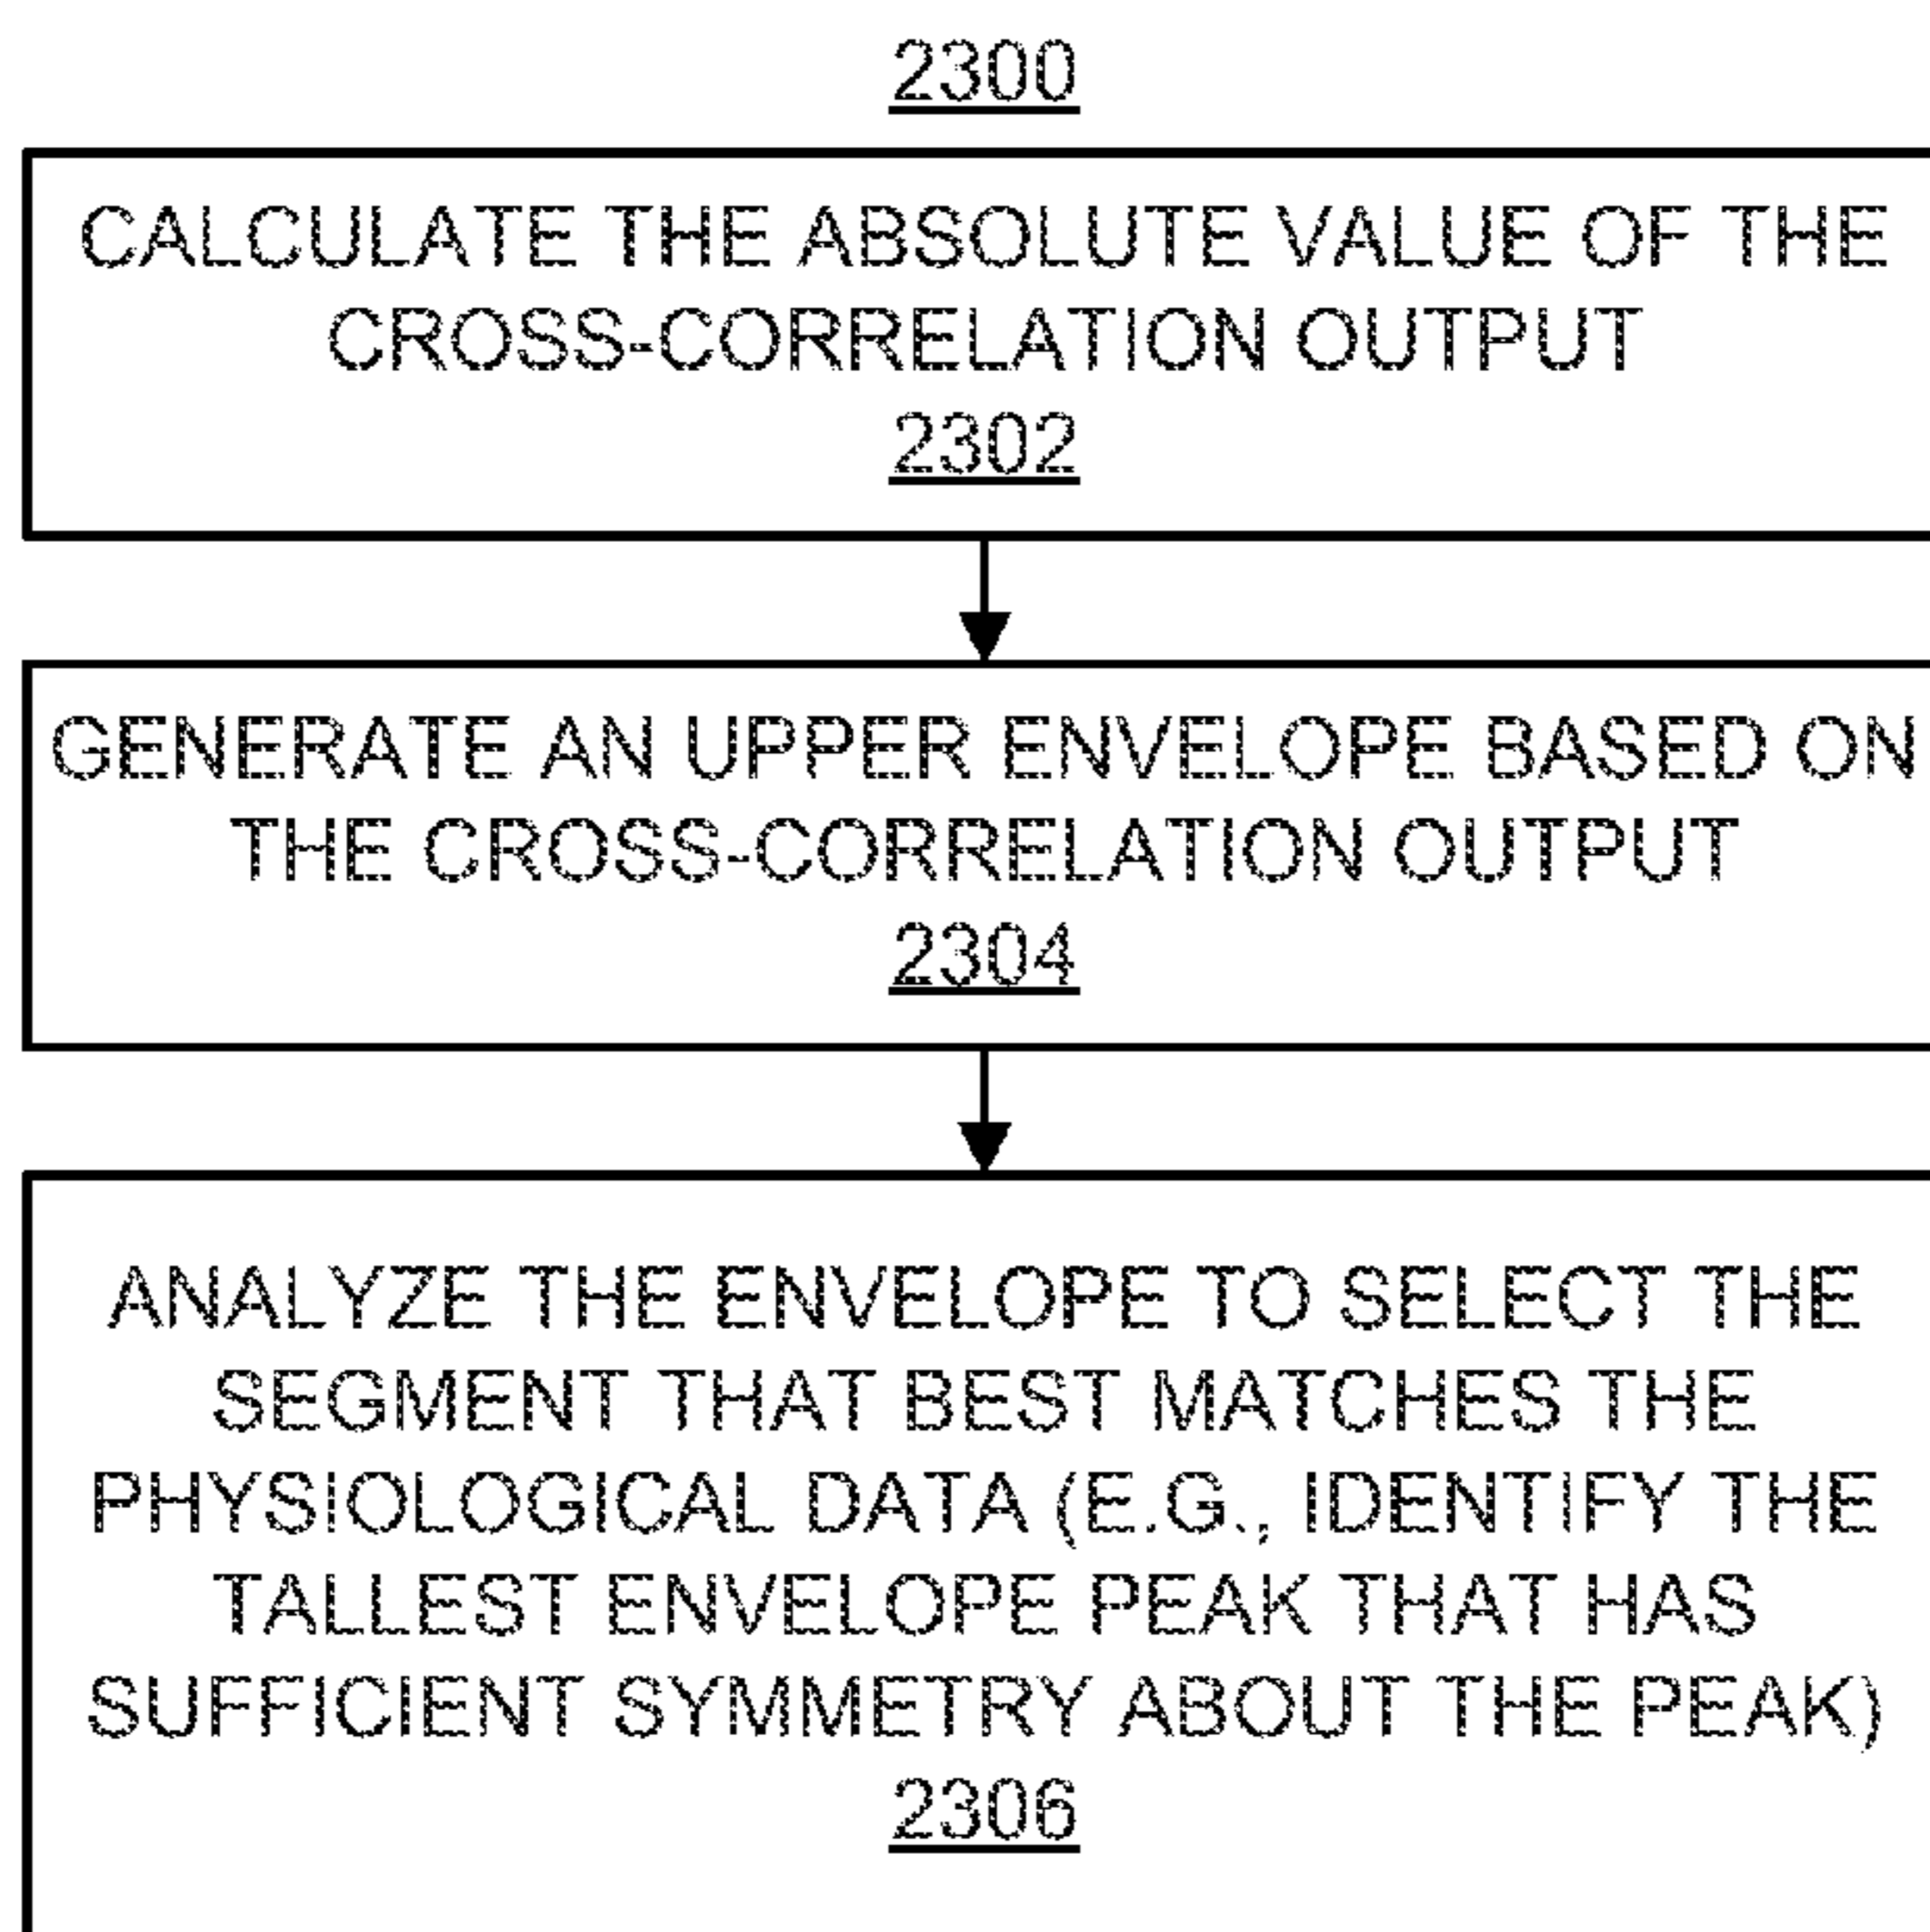 2300
CALCULATE THE ABSOLUTE VALUE OF THE
CROSS-CORRELATION OUTPUT
2302
GENERATE AN UPPER ENVELOPE BASED ON
THE CROSS-CORRELATION OUTPUT
2304
ANALYZE THE ENVELOPE TO SELECT THE
SEGMENT THAT BEST MATCHES THE
PHYSIOLOGICAL DATA (E.G., IDENTIFY THE
TALLEST ENVELOPE PEAK THAT HAS
SUFFICIENT SYMMETRY ABOUT THE PEAK)
2306